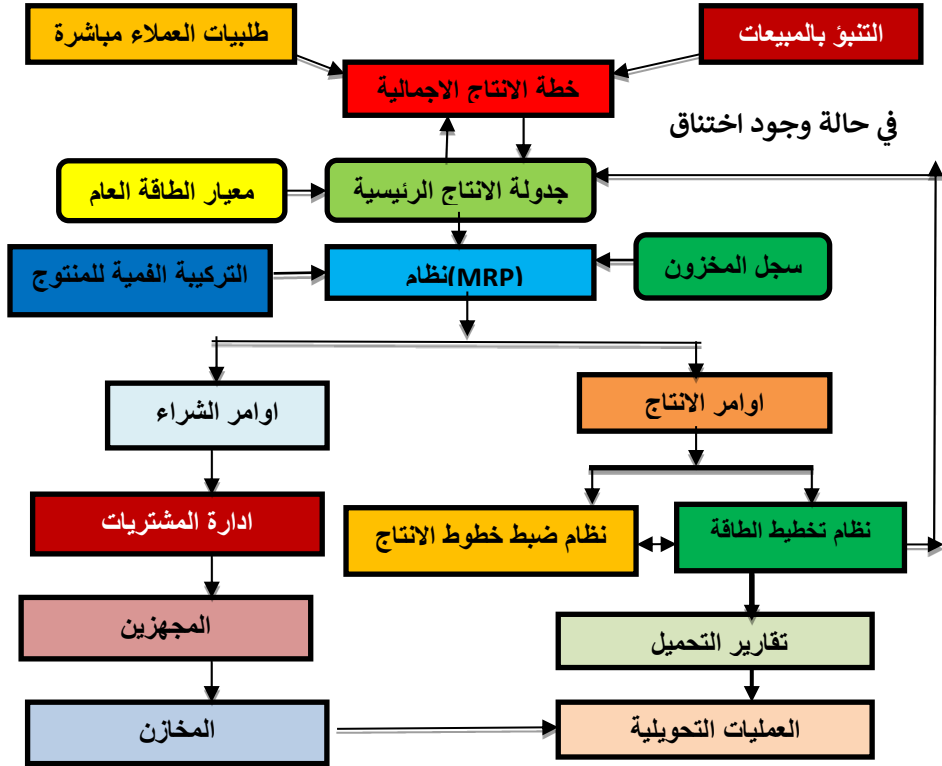 التنبؤ بالمبيعات
طلبيات العملاء مباشرة
خطة الانتاج الاجمالية
في حالة وجود اختناق
جدولة الانتاج الرئيسية
معيار الطاقة العام
سجل المخزون
نظام(MRP)
التركيبة الفمية للمنتوج
اوامر الانتاج
اوامر الشراء
نظام تخطيط الطاقة
نظام ضبط خطوط الانتاج
ادارة المشتريات
تقارير التحميل
المجهزين
العمليات التحويلية
المخازن